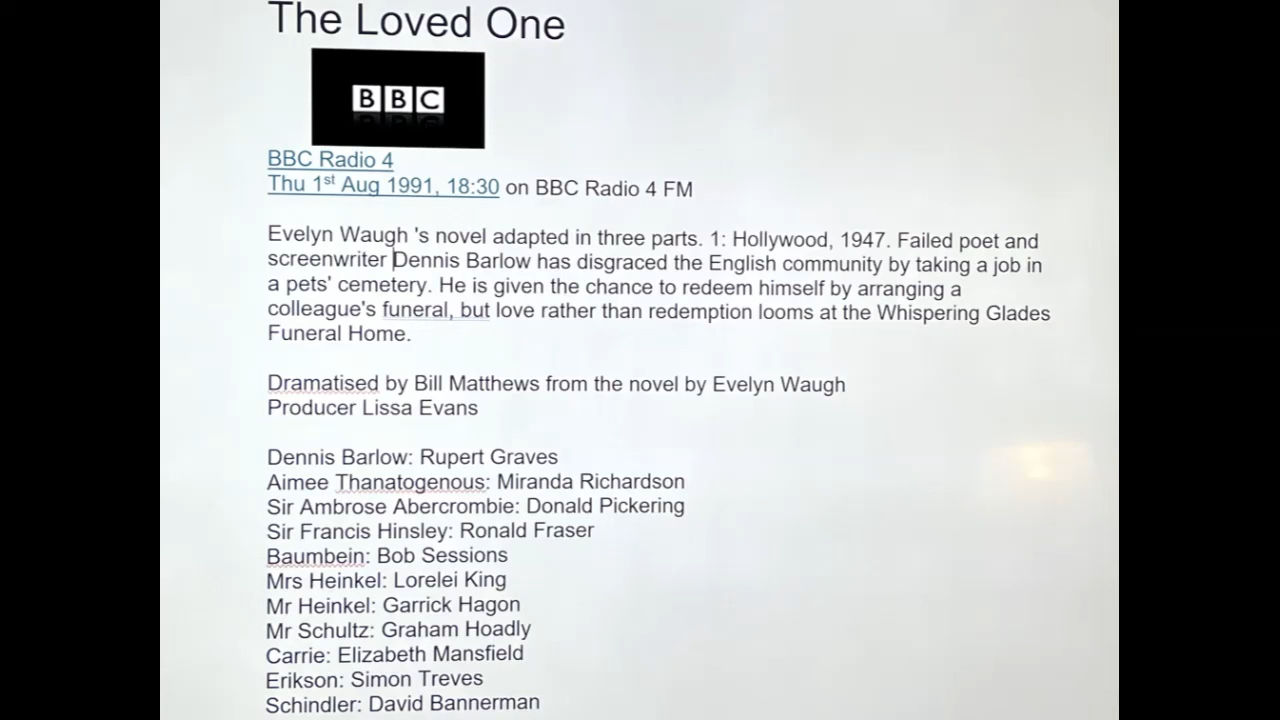 The Loved One
BBC
BBC Radio 4
Thu 1st Aug 1991, 18:30 on BBC Radio 4 FM
Evelyn Waugh 's novel adapted in three parts. 1: Hollywood, 1947. Failed poet and
screenwriter Dennis Barlow has disgraced the English community by taking a job in
a pets' cemetery. He is given the chance to redeem himself by arranging a
colleague's funeral, but love rather than redemption looms at the Whispering Glades
Funeral Home.
Dramatised by Bill Matthews from the novel by Evelyn Waugh
Producer Lissa Evans
Dennis Barlow: Rupert Graves
Aimee Thanatogenous: Miranda Richardson
Sir Ambrose Abercrombie: Donald Pickering
Sir Francis Hinsley: Ronald Fraser
Baumbein: Bob Sessions
Mrs Heinkel: Lorelei King
Mr Heinkel: Garrick Hagon
Mr Schultz: Graham Hoadly
Carrie: Elizabeth Mansfield
Erikson: Simon Treves
Schindler: David Bannerman